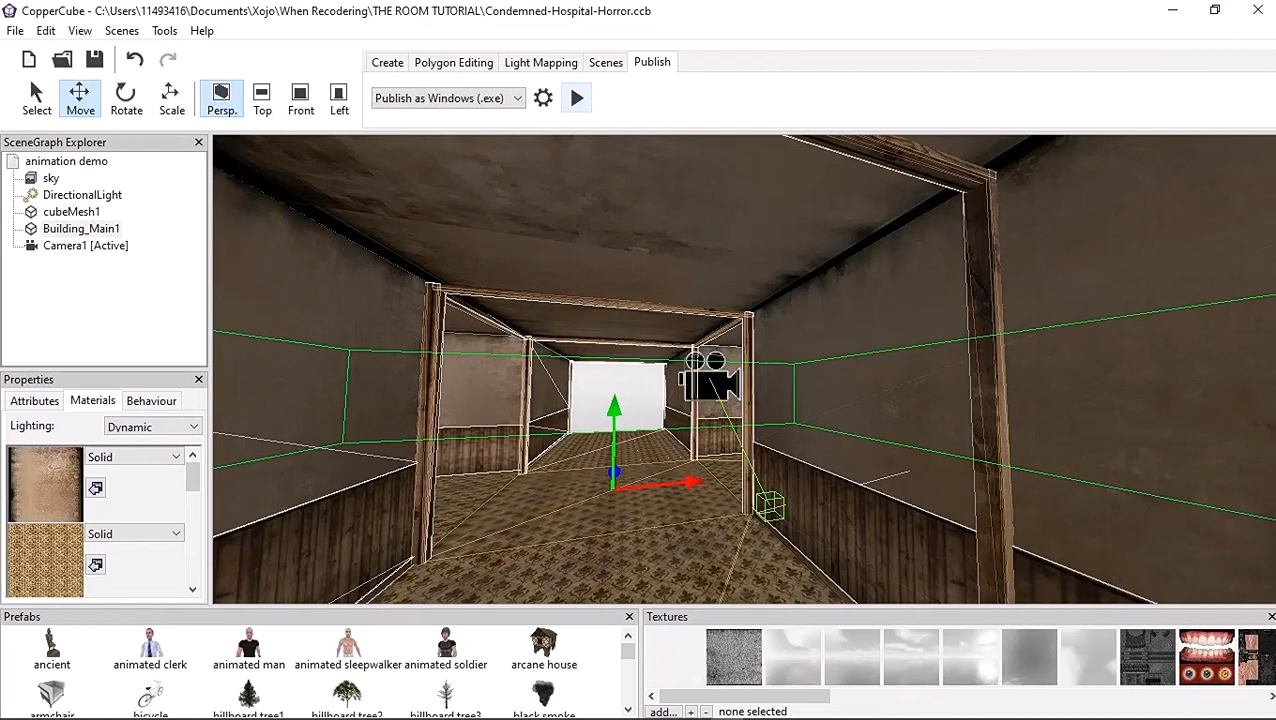 CopperCube - C:\Users\11493416\Documents\Xojo\When Recodering\THE ROOM TUTORIAL\Condemned-Hospital-Horror.ccb
File Edit View Scenes Tools Help
Create Polygon Editing Light Mapping Scenes Publish
Select Move Rotate Scale Persp. Top Front Left
Publish as Windows (.exe)
SceneGraph Explorer
animation demo
sky
DirectionalLight
cubeMesh1
Building_Main1
Camera1 [Active]
Properties
Attributes Materials Behaviour
Lighting: Dynamic
Solid
Solid
Prefabs
ancient animated clerk animated man animated sleepwalker animated soldier arcane house
armchair bicycle billboard tree1 billboard tree2 billboard tree3 black smoke
Textures
add... + - none selected